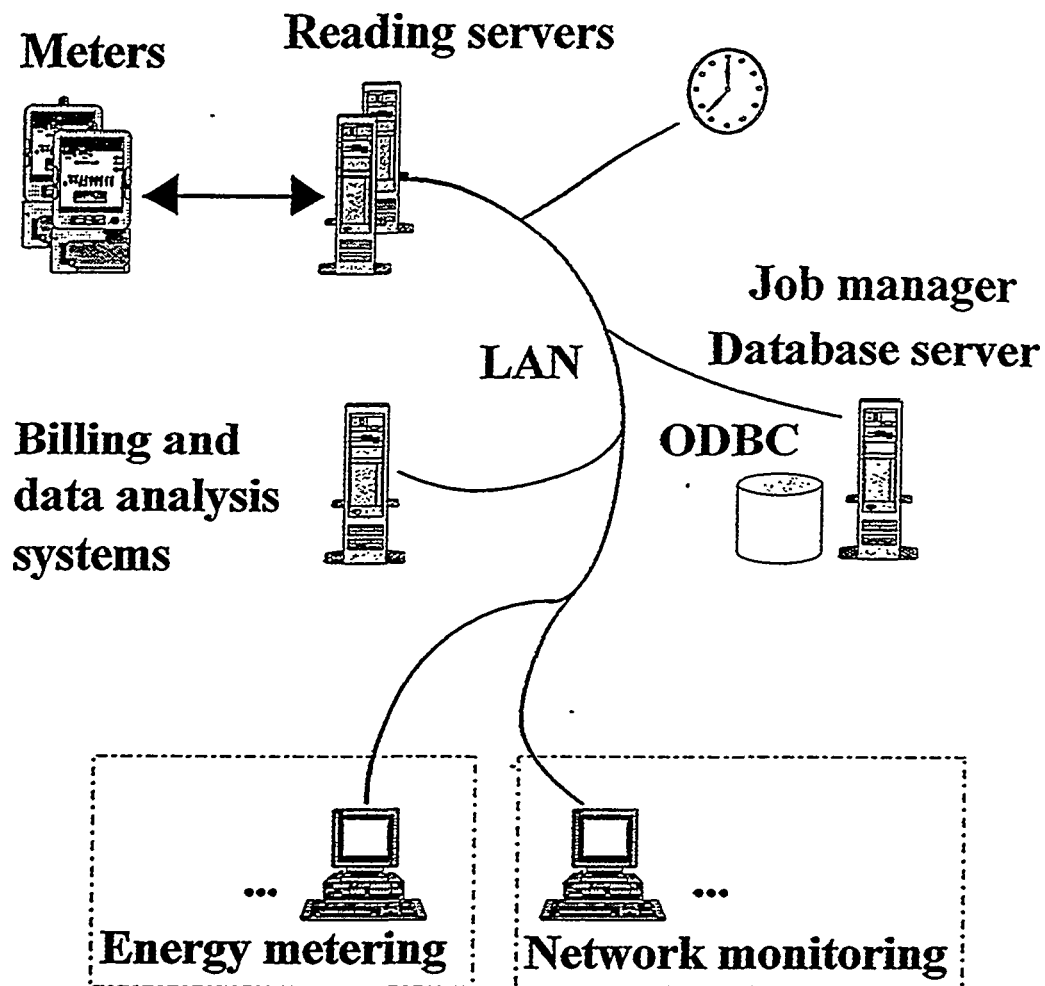 Meters
Reading servers
Job manager
Database server
LAN
ODBC
Billing and
data analysis
systems
...
...
Energy metering
Network monitoring